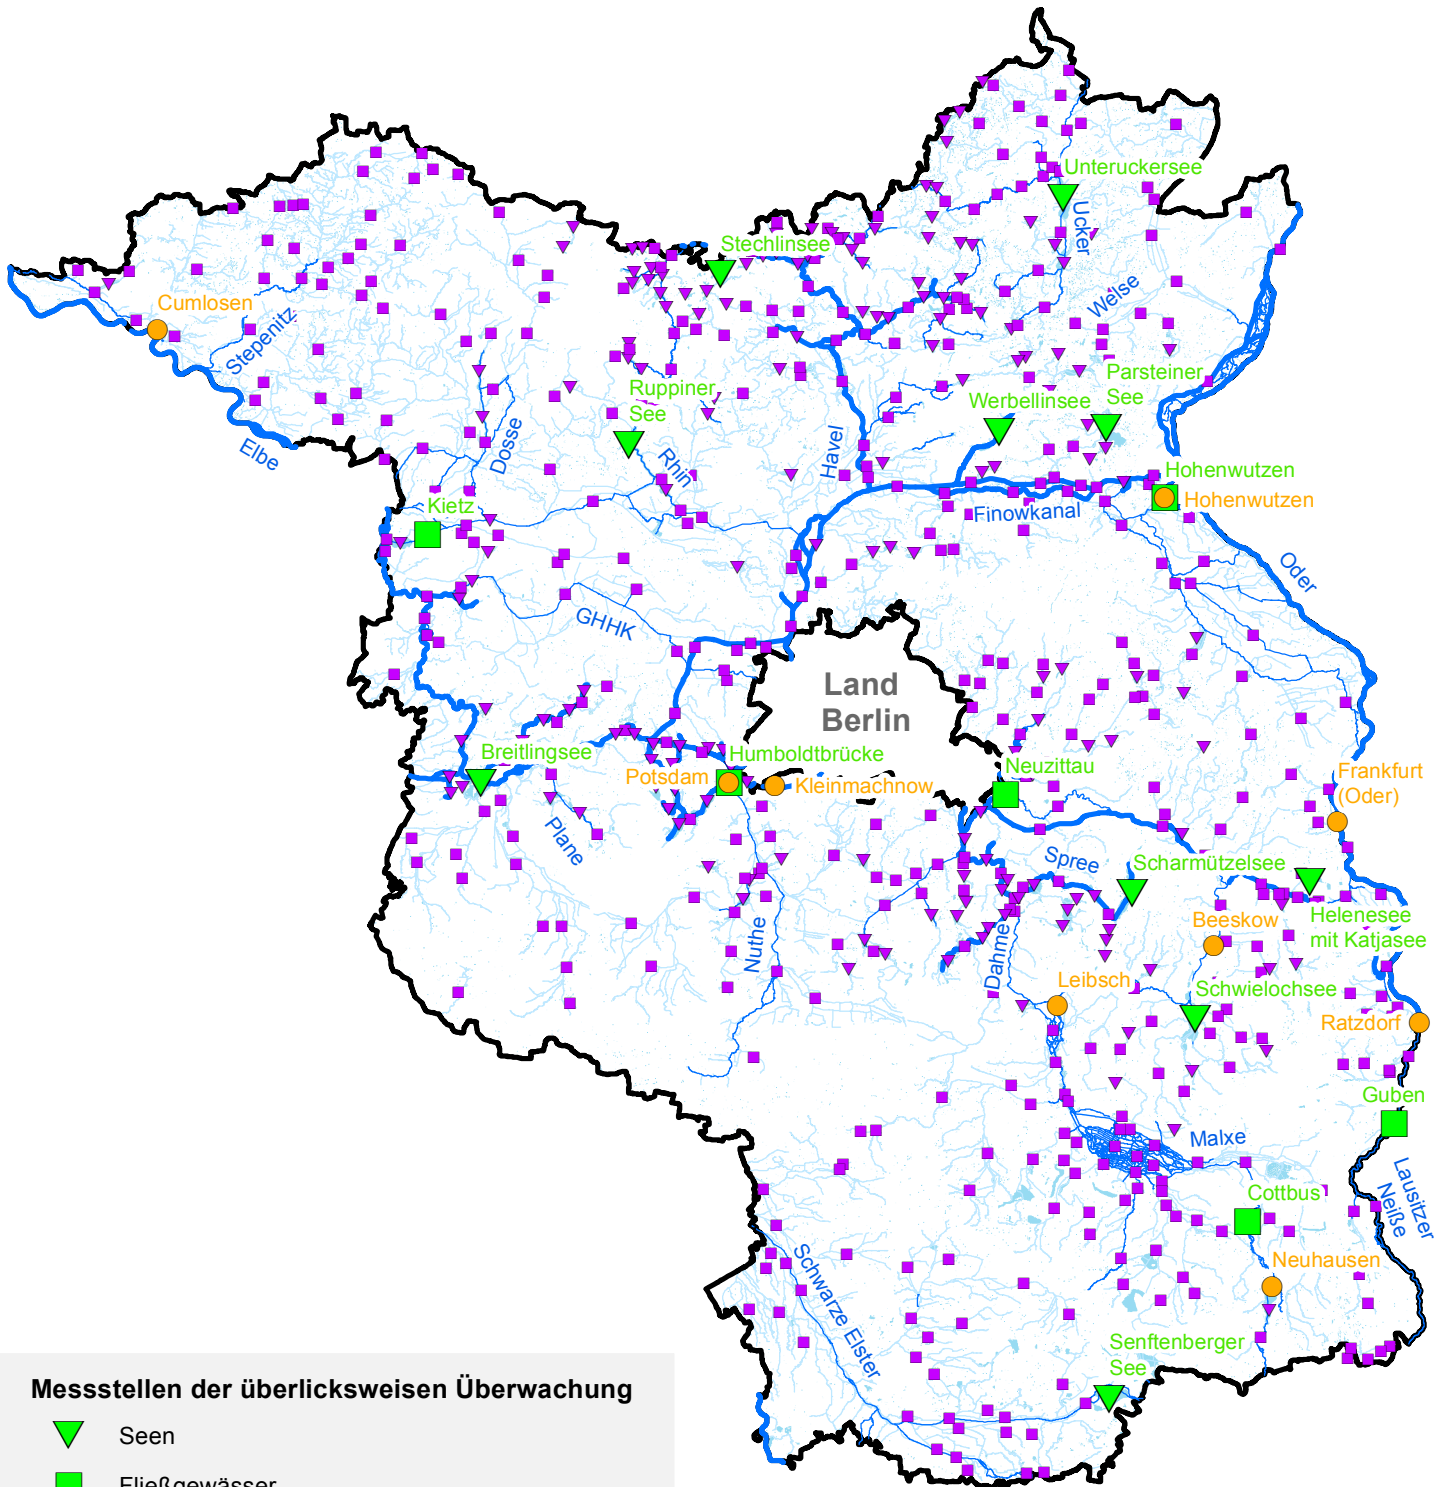 Unteruckersee
Ucker
Stechlinsee
Cumlosen
Stepenitz
Welse
Ruppiner
See
Parsteiner
See
Werbellinsee
Elbe
Dosse
Rhin
Havel
Kietz
Hohenwutzen
Hohenwutzen
Finowkanal
Oder
GHHK
Land
Berlin
Breitlingsee
Humboldtbrücke
Potsdam
Kleinmachnow
Neuzittau
Frankfurt
(Oder)
Plane
Spree
Scharmützelsee
Helenesee
mit Katjasee
Beeskow
Nuthe
Dahme
Leibsch
Schwielochsee
Ratzdorf
Guben
Malxe
Lausitzer
Neiße
Cottbus
Neuhausen
Schwarze Elster
Senftenberger
See
Messstellen der überlicksweisen Überwachung
Seen
Fließgewässer